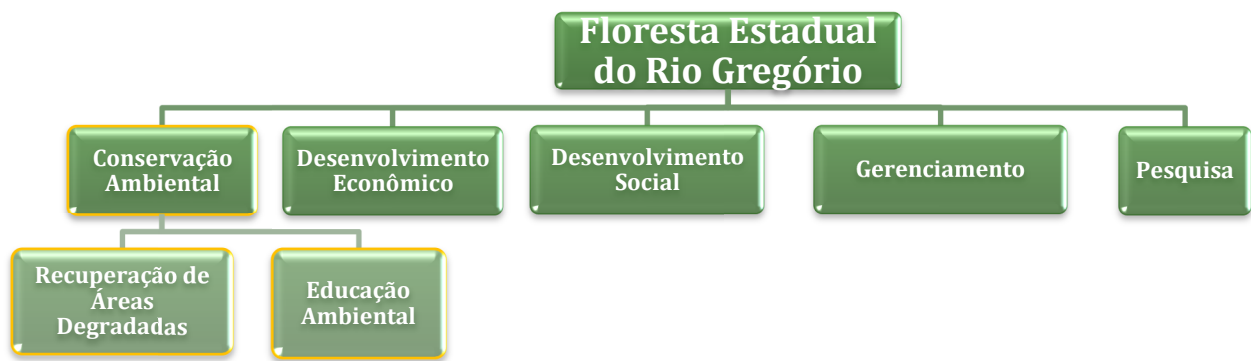 Floresta Estadual
do Rio Gregório
Conservação
Ambiental
Desenvolvimento
Econômico
Desenvolvimento
Social
Gerenciamento
Pesquisa
Recuperação de
Áreas
Degradadas
Educação
Ambiental